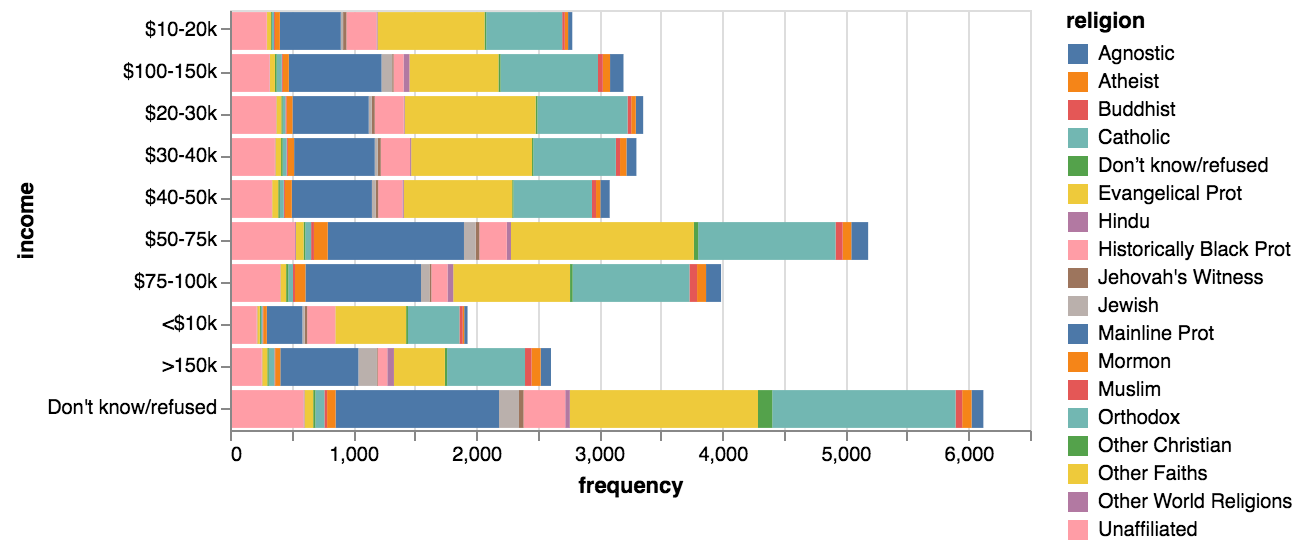 religion
Agnostic
Atheist
Buddhist
Catholic
Don’t know/refused
Evangelical Prot
Hindu
Historically Black Prot
Jehovah's Witness
Jewish
Mainline Prot
Mormon
Muslim
Orthodox
Other Christian
Other Faiths
Other World Religions
Unaffiliated
income
$10-20k
$100-150k
$20-30k
$30-40k
$40-50k
$50-75k
$75-100k
<$10k
>150k
Don't know/refused
0 1,000 2,000 3,000 4,000 5,000 6,000
frequency